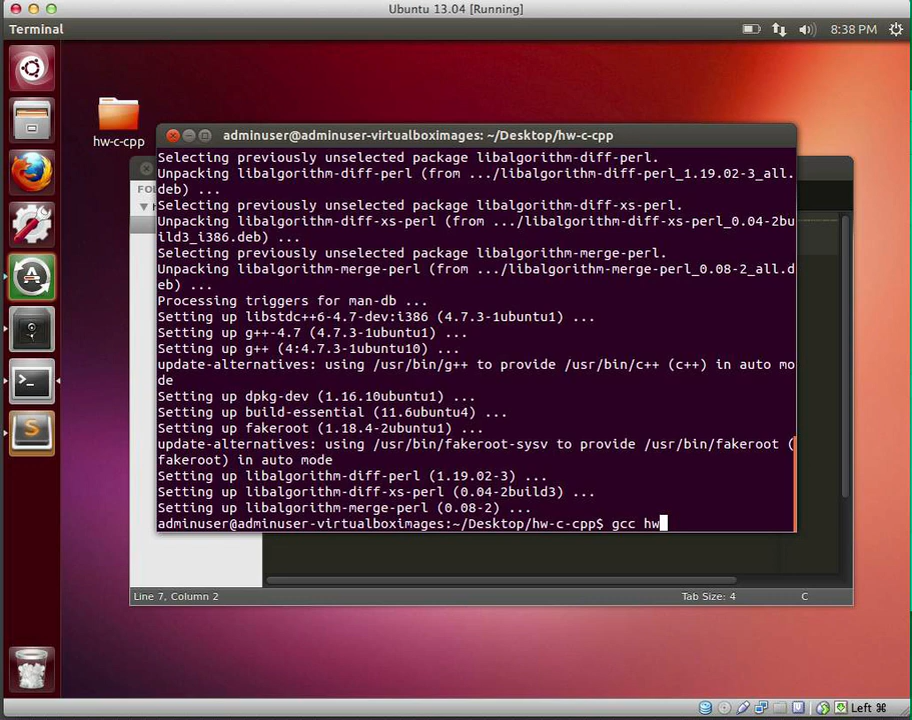 Ubuntu 13.04 [Running]
Terminal
8:38 PM
hw-c-cpp
adminuser@adminuser-virtualboximages: ~/Desktop/hw-c-cpp
FO
Selecting previously unselected package libalgorithm-diff-perl.
Unpacking libalgorithm-diff-perl (from .../libalgorithm-diff-perl_1.19.02-3_all.
deb) ...
Selecting previously unselected package libalgorithm-diff-xs-perl.
Unpacking libalgorithm-diff-xs-perl (from .../libalgorithm-diff-xs-perl_0.04-2bu
ild3_i386.deb) ...
Selecting previously unselected package libalgorithm-merge-perl.
Unpacking libalgorithm-merge-perl (from .../libalgorithm-merge-perl_0.08-2_all.d
eb) ...
Processing triggers for man-db ...
Setting up libstdc++6-4.7-dev:i386 (4.7.3-1ubuntu1) ...
Setting up g++-4.7 (4.7.3-1ubuntu1) ...
Setting up g++ (4:4.7.3-1ubuntu10) ...
update-alternatives: using /usr/bin/g++ to provide /usr/bin/c++ (c++) in auto mo
de
Setting up dpkg-dev (1.16.10ubuntu1) ...
Setting up build-essential (11.6ubuntu4) ...
Setting up fakeroot (1.18.4-2ubuntu1) ...
update-alternatives: using /usr/bin/fakeroot-sysv to provide /usr/bin/fakeroot (
fakeroot) in auto mode
Setting up libalgorithm-diff-perl (1.19.02-3) ...
Setting up libalgorithm-diff-xs-perl (0.04-2build3) ...
Setting up libalgorithm-merge-perl (0.08-2) ...
adminuser@adminuser-virtualboximages:~/Desktop/hw-c-cpp$ gcc hw
Line 7, Column 2
Tab Size: 4
C
Left ⌘